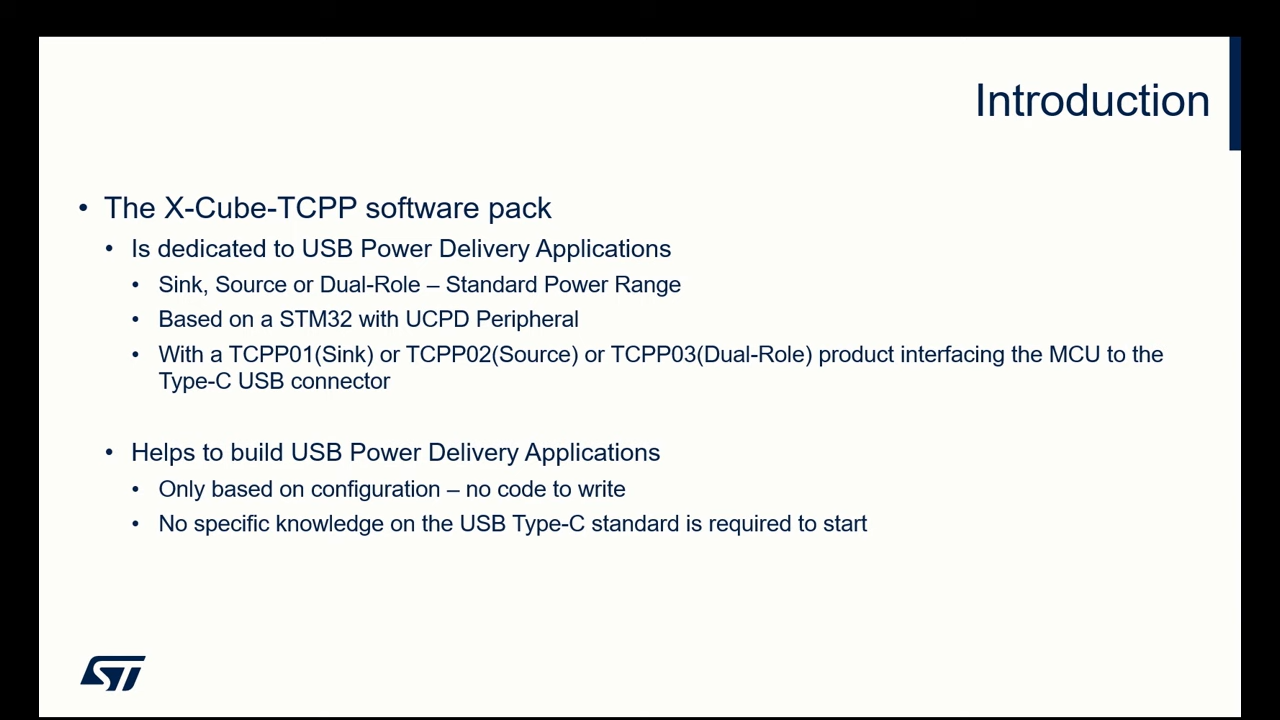 Introduction
• The X-Cube-TCPP software pack
• Is dedicated to USB Power Delivery Applications
• Sink, Source or Dual-Role – Standard Power Range
• Based on a STM32 with UCPD Peripheral
• With a TCPP01(Sink) or TCPP02(Source) or TCPP03(Dual-Role) product interfacing the MCU to the
Type-C USB connector
• Helps to build USB Power Delivery Applications
• Only based on configuration – no code to write
• No specific knowledge on the USB Type-C standard is required to start
ST